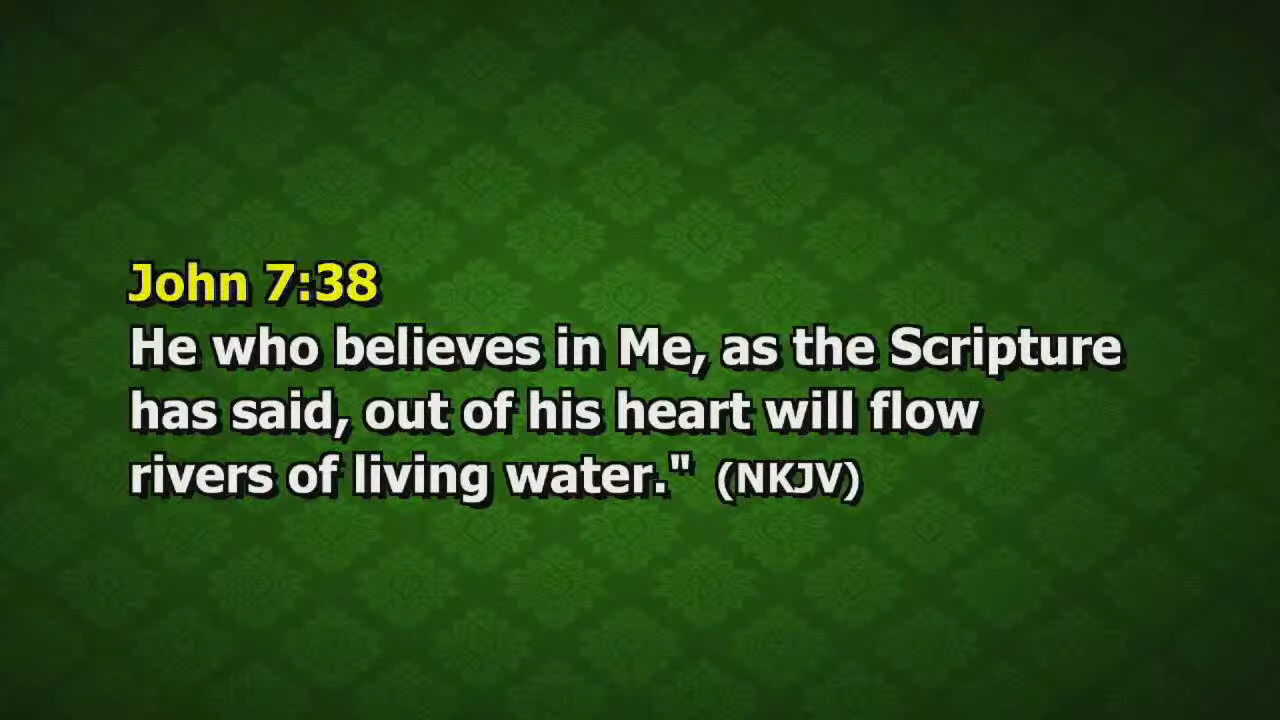 John 7:38
He who believes in Me, as the Scripture
has said, out of his heart will flow
rivers of living water." (NKJV)